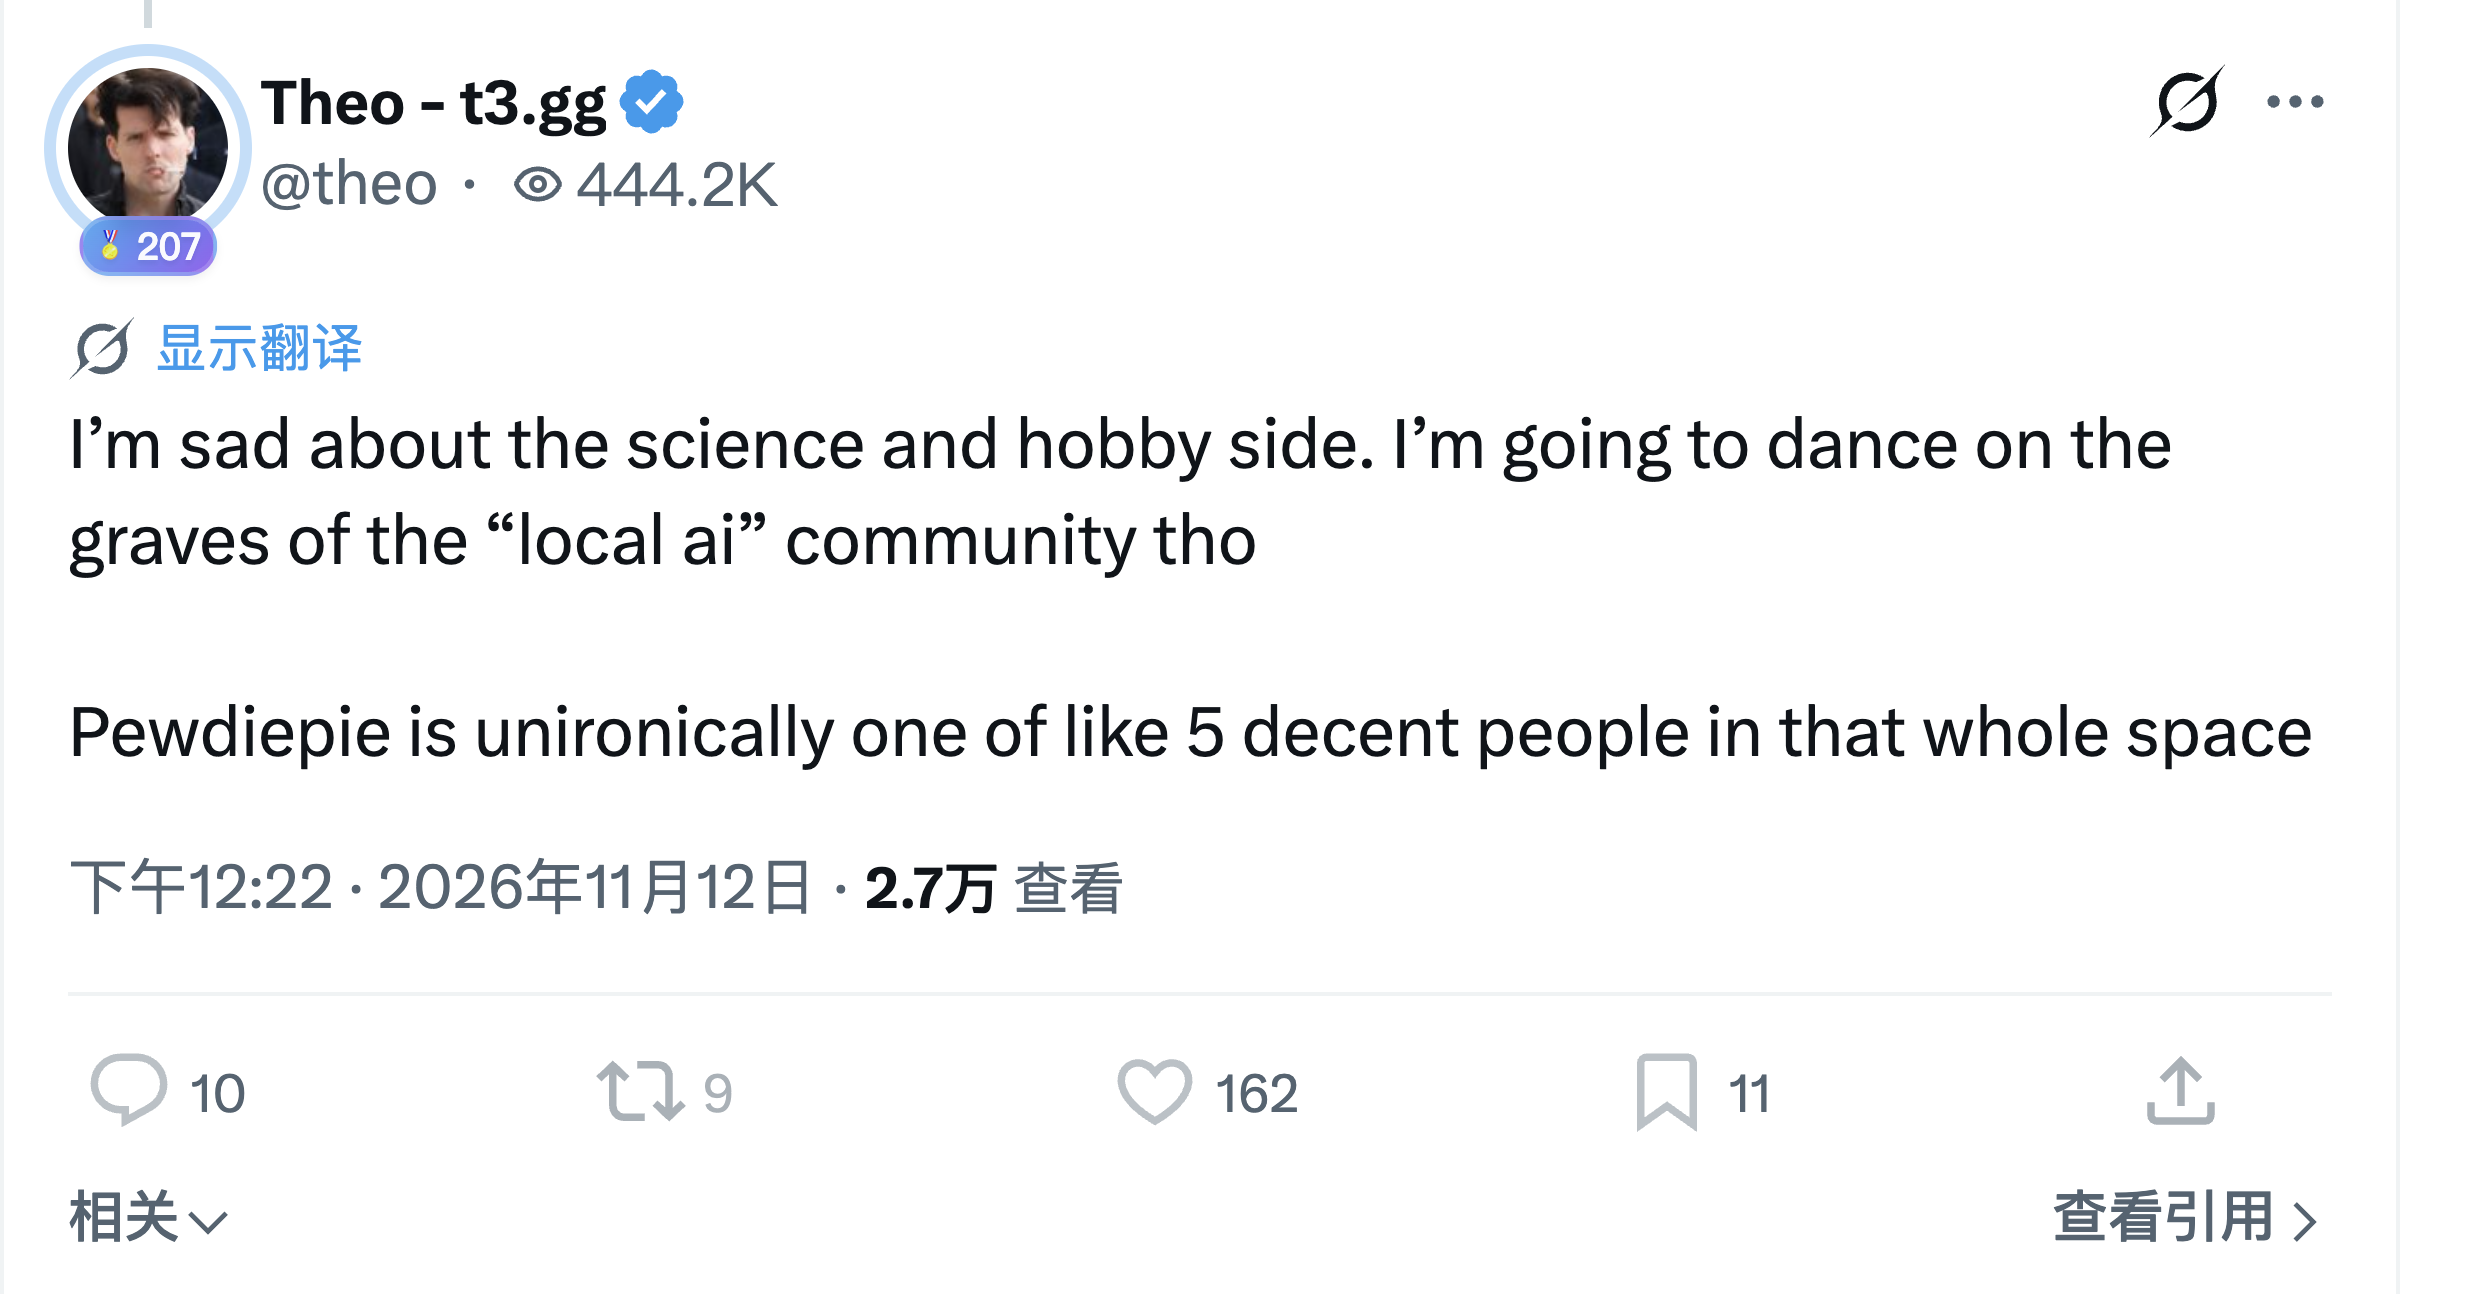 Theo - t3.gg
@theo · 444.2K
207
显示翻译
I’m sad about the science and hobby side. I’m going to dance on the
graves of the “local ai” community tho
Pewdiepie is unironically one of like 5 decent people in that whole space
下午12:22 · 2026年11月12日 · 2.7万 查看
10 9 162 11
相关 查看引用